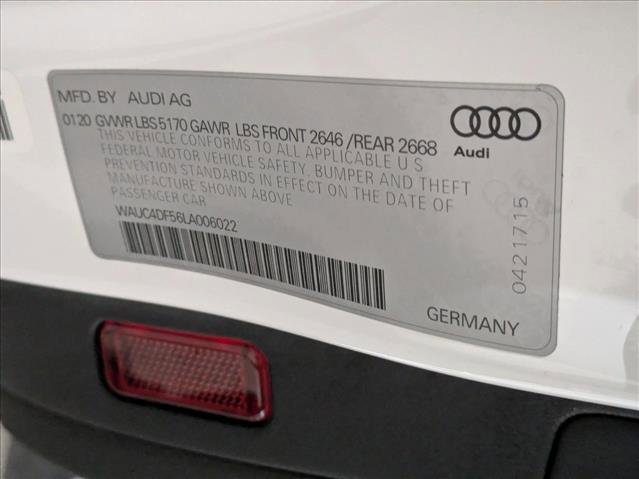 MFD. BY AUDI AG
0120 GVWR LBS 5170 GAWR LBS FRONT 2646 /REAR 2668
THIS VEHICLE CONFORMS TO ALL APPLICABLE U S
FEDERAL MOTOR VEHICLE SAFETY, BUMPER AND THEFT
PREVENTION STANDARDS IN EFFECT ON THE DATE OF
MANUFACTURE SHOWN ABOVE
PASSENGER CAR
WAUC4DF56LA006022
Audi
0421715
GERMANY